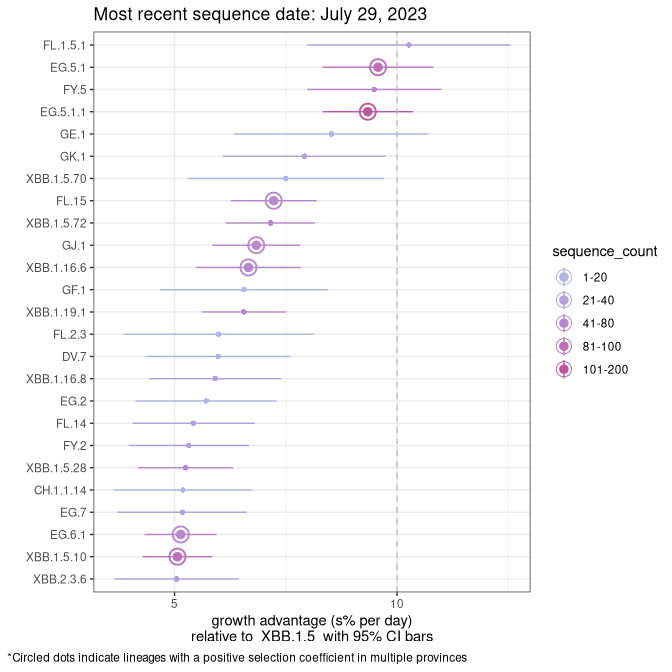 Most recent sequence date: July 29, 2023
FL.1.5.1
EG.5.1
FY.5
EG.5.1.1
GE.1
GK.1
XBB.1.5.70
FL.15
XBB.1.5.72
GJ.1
XBB.1.16.6
GF.1
XBB.1.19.1
FL.2.3
DV.7
XBB.1.16.8
EG.2
FL.14
FY.2
XBB.1.5.28
CH.1.1.14
EG.7
EG.6.1
XBB.1.5.10
XBB.2.3.6
5 10
growth advantage (s% per day)
relative to XBB.1.5 with 95% CI bars
sequence_count
1-20
21-40
41-80
81-100
101-200
*Circled dots indicate lineages with a positive selection coefficient in multiple provinces